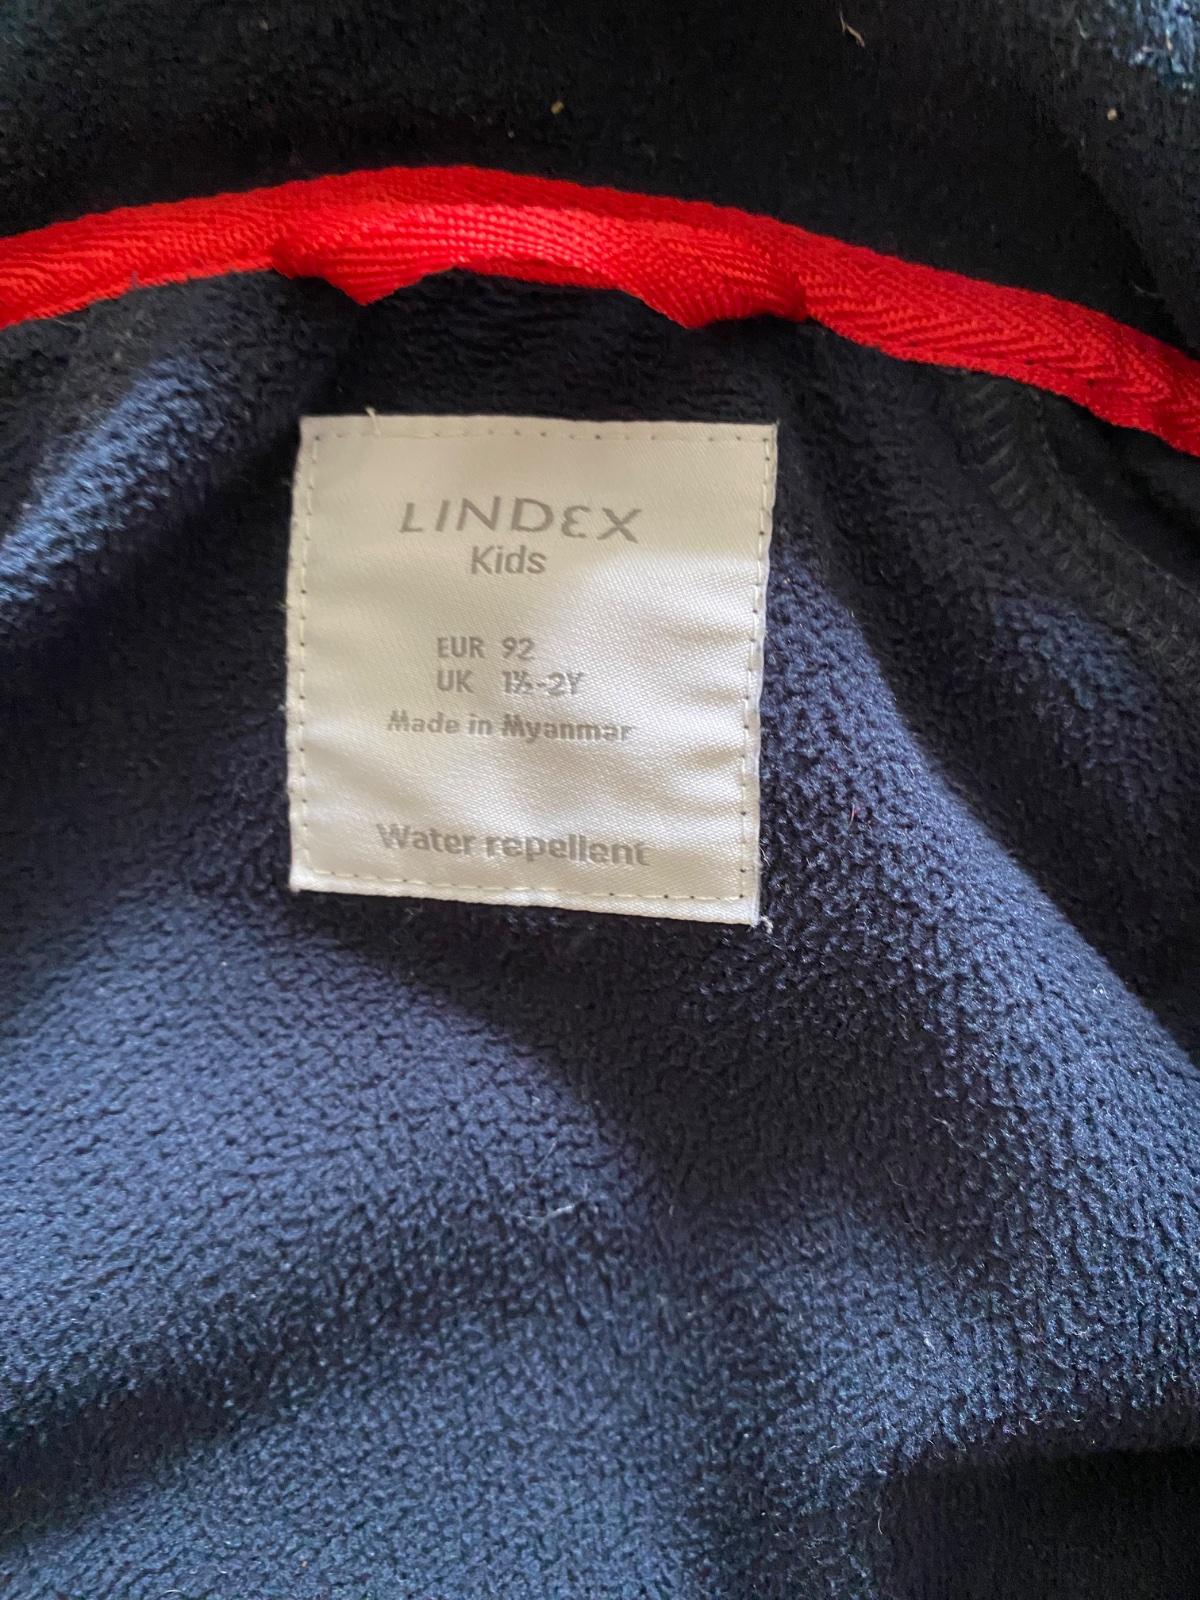 LINDEX
Kids
EUR 92
UK 1½-2Y
Made in Myanmar
Water repellent